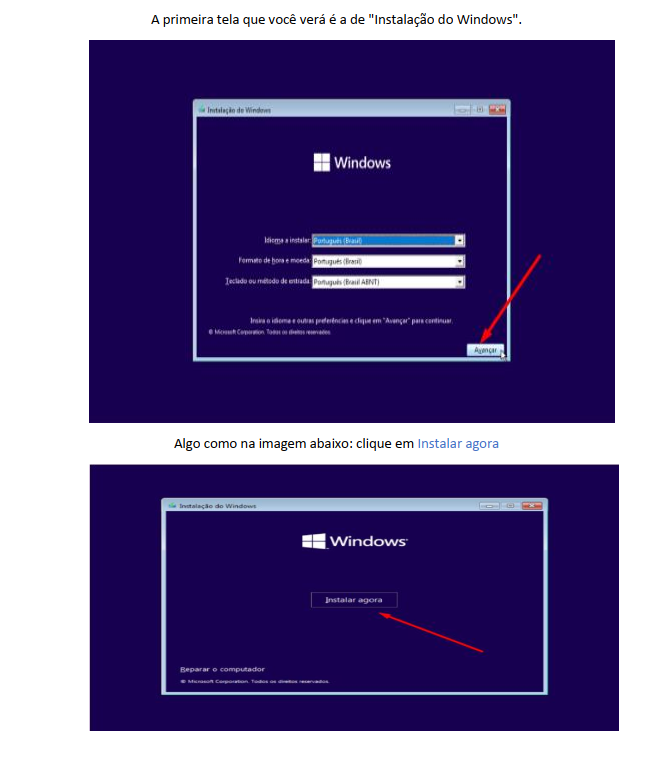 A primeira tela que você verá é a de "Instalação do Windows".
Instalação do Windows
Windows
Idioma a instalar: Português (Brasil)
Formato de hora e moeda: Português (Brasil)
Teclado ou método de entrada: Português (Brasil ABNT)
Insira o idioma e outras preferências e clique em "Avançar" para continuar.
© Microsoft Corporation. Todos os direitos reservados.
Avançar
Algo como na imagem abaixo: clique em Instalar agora
Instalação do Windows
Windows
Instalar agora
Reparar o computador
© Microsoft Corporation. Todos os direitos reservados.